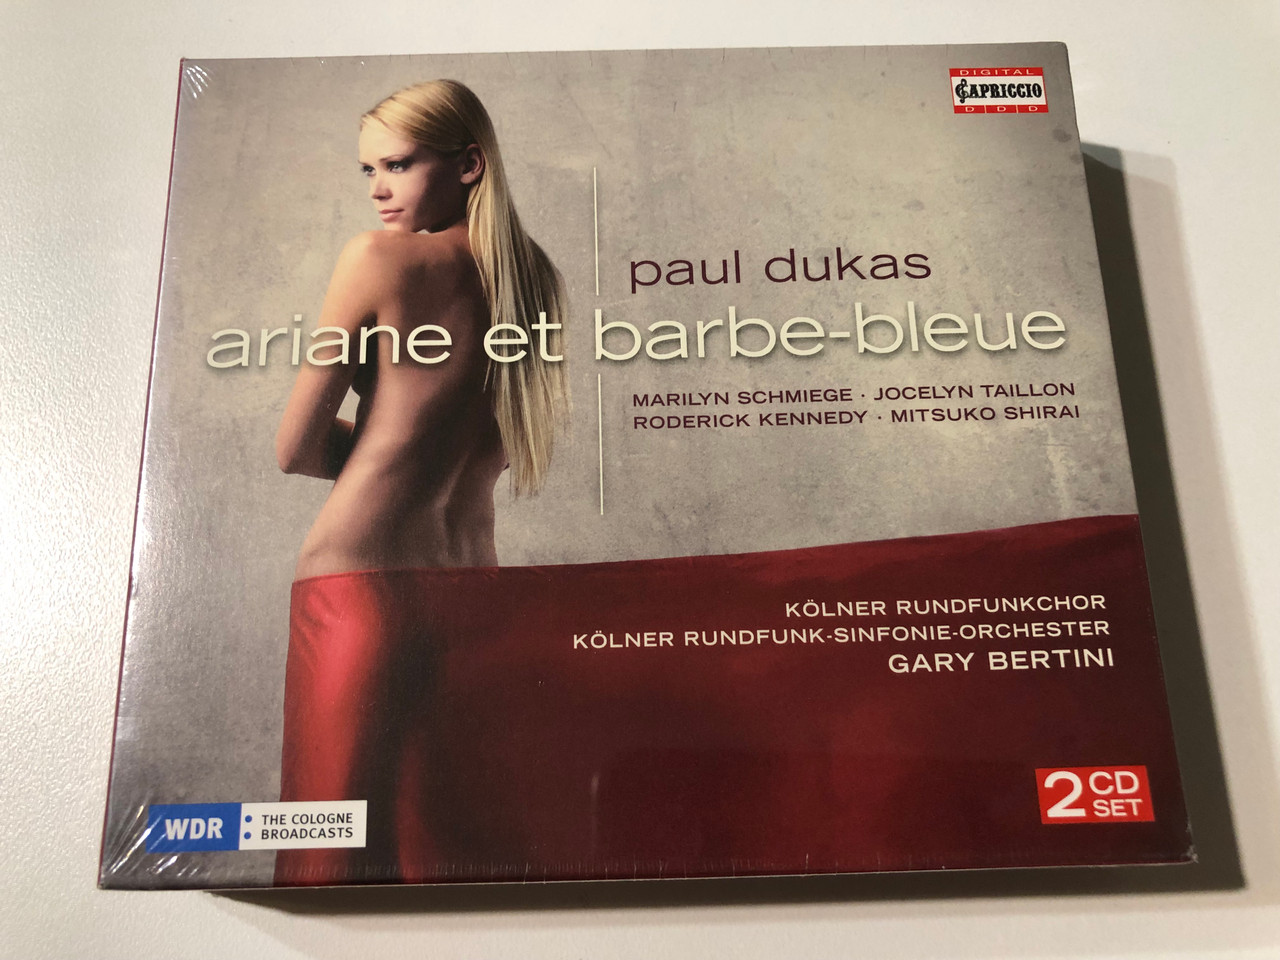 DIGITAL
CAPRICCIO
D D D
paul dukas
ariane et barbe-bleue
MARILYN SCHMIEGE · JOCELYN TAILLON
RODERICK KENNEDY · MITSUKO SHIRAI
KÖLNER RUNDFUNKCHOR
KÖLNER RUNDFUNK-SINFONIE-ORCHESTER
GARY BERTINI
2 CD
SET
WDR : THE COLOGNE
BROADCASTS